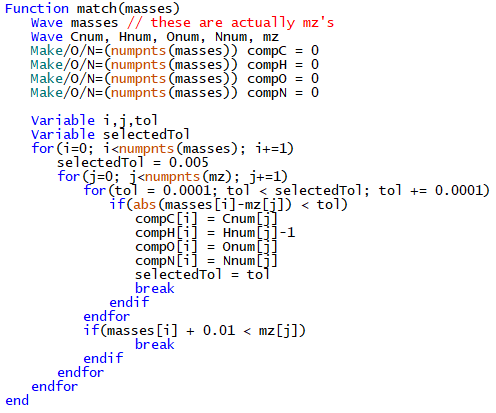 Function match(masses)
Wave masses // these are actually mz's
Wave Cnum, Hnum, Onum, Nnum, mz
Make/O/N=(numpnts(masses)) compC = 0
Make/O/N=(numpnts(masses)) compH = 0
Make/O/N=(numpnts(masses)) compO = 0
Make/O/N=(numpnts(masses)) compN = 0
Variable i,j,tol
Variable selectedTol
for(i=0; i<numpnts(masses); i+=1)
selectedTol = 0.005
for(j=0; j<numpnts(mz); j+=1)
for(tol = 0.0001; tol < selectedTol; tol += 0.0001)
if(abs(masses[i]-mz[j]) < tol)
compC[i] = Cnum[j]
compH[i] = Hnum[j]-1
compO[i] = Onum[j]
compN[i] = Nnum[j]
selectedTol = tol
break
endif
endfor
if(masses[i] + 0.01 < mz[j])
break
endif
endfor
endfor
end